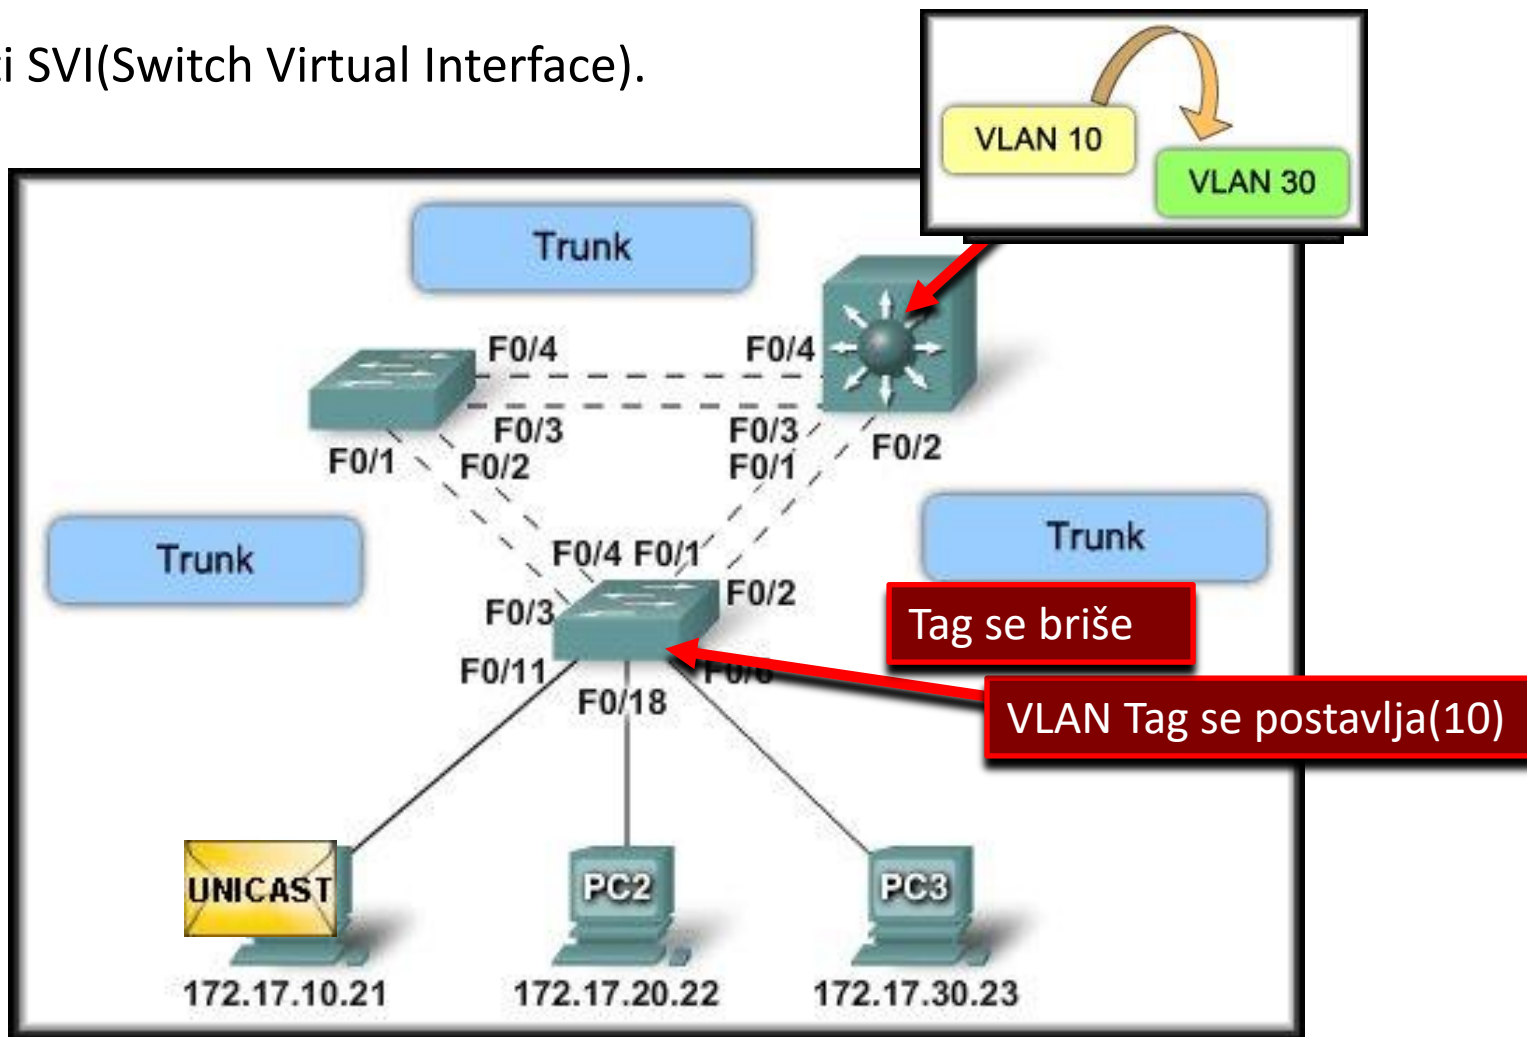 ti SVI(Switch Virtual Interface).
VLAN 10
VLAN 30
Trunk
F0/4
F0/4
F0/3
F0/3
F0/1
F0/2
F0/1
F0/2
Trunk
Trunk
F0/4 F0/1
F0/3
F0/2
Tag se briše
F0/11
F0/6
F0/18
VLAN Tag se postavlja(10)
UNICAST
PC2
PC3
172.17.10.21
172.17.20.22
172.17.30.23